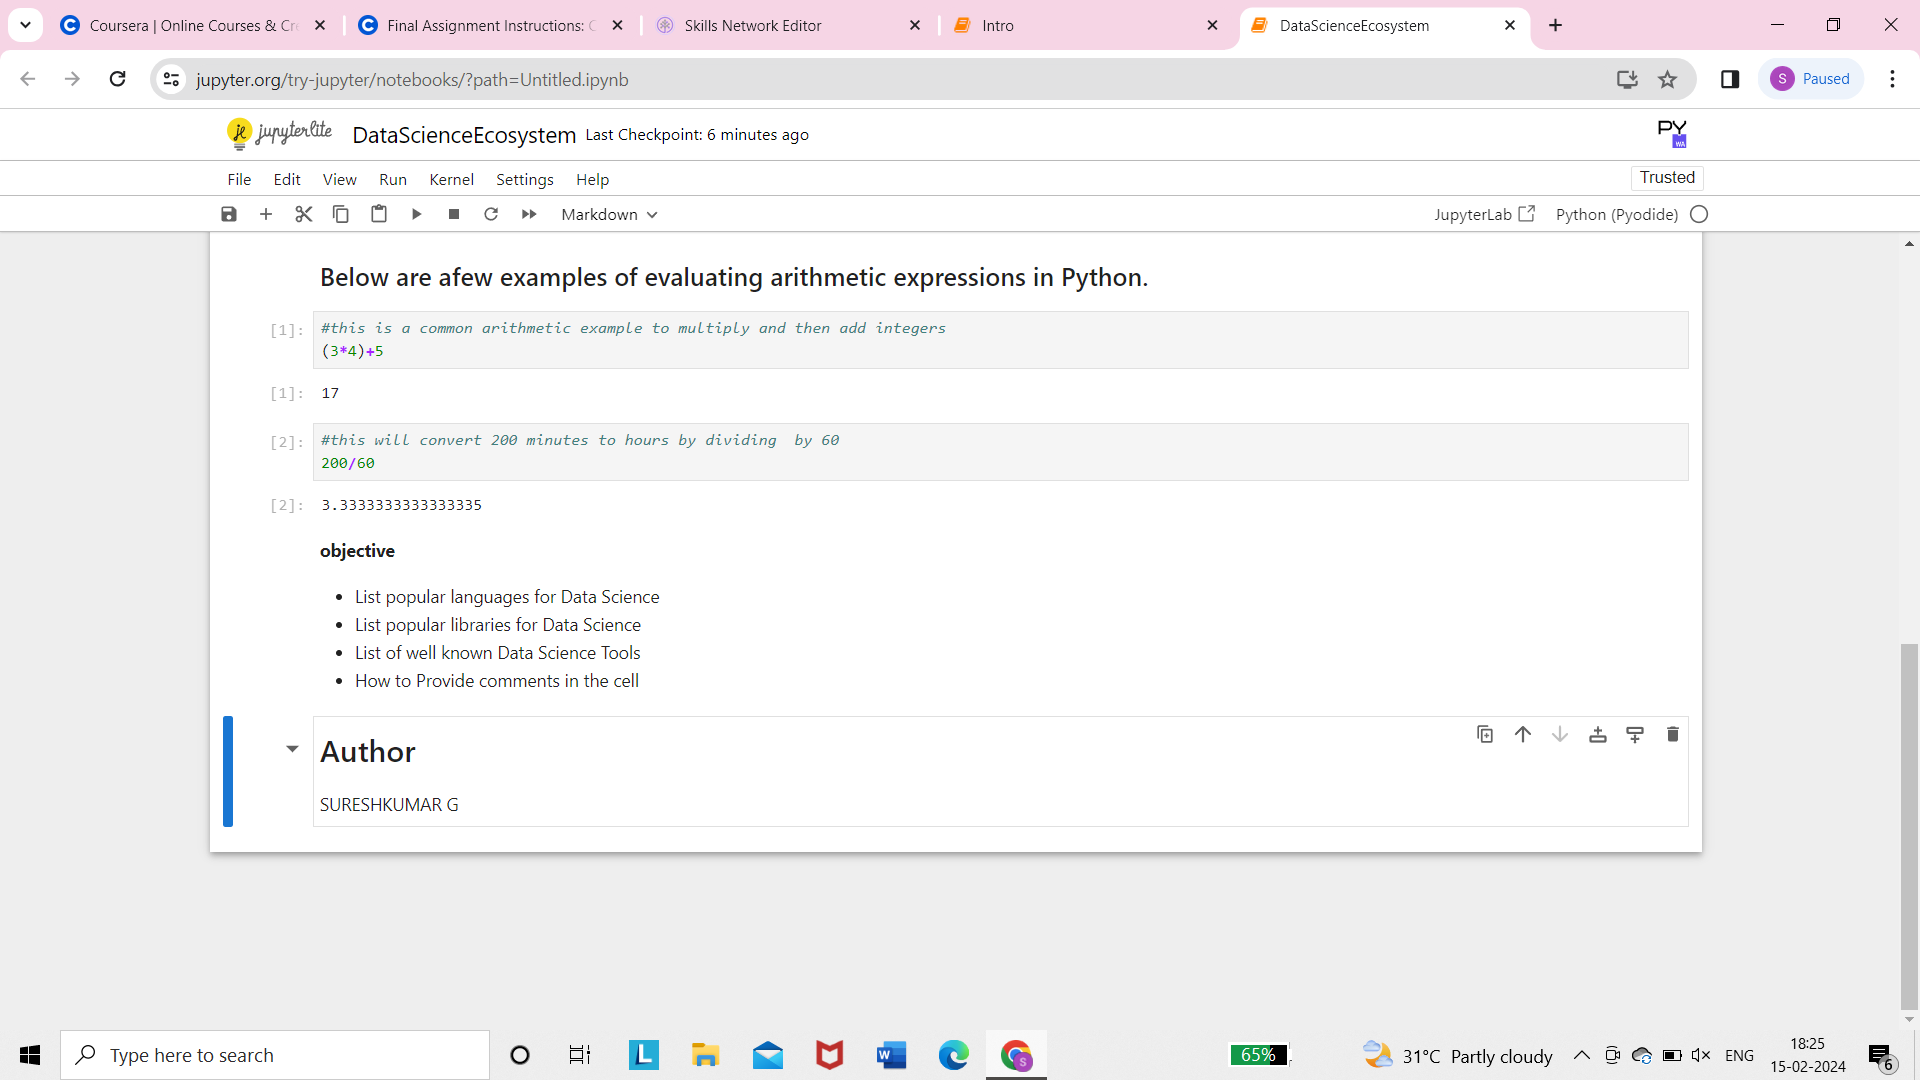 Coursera | Online Courses & Cre
Final Assignment Instructions: C
Skills Network Editor
Intro
DataScienceEcosystem
jupyter.org/try-jupyter/notebooks/?path=Untitled.ipynb
S
Paused
jupyterlite
DataScienceEcosystem
Last Checkpoint: 6 minutes ago
PY
WA
File
Edit
View
Run
Kernel
Settings
Help
Trusted
Markdown
JupyterLab
Python (Pyodide)
Below are afew examples of evaluating arithmetic expressions in Python.
[1]:
#this is a common arithmetic example to multiply and then add integers
(3*4)+5
[1]:
17
[2]:
#this will convert 200 minutes to hours by dividing  by 60
200/60
[2]:
3.3333333333333335
objective
• List popular languages for Data Science
• List popular libraries for Data Science
• List of well known Data Science Tools
• How to Provide comments in the cell
Author
SURESHKUMAR G
Type here to search
65%
31°C Partly cloudy
ENG
18:25
15-02-2024
6